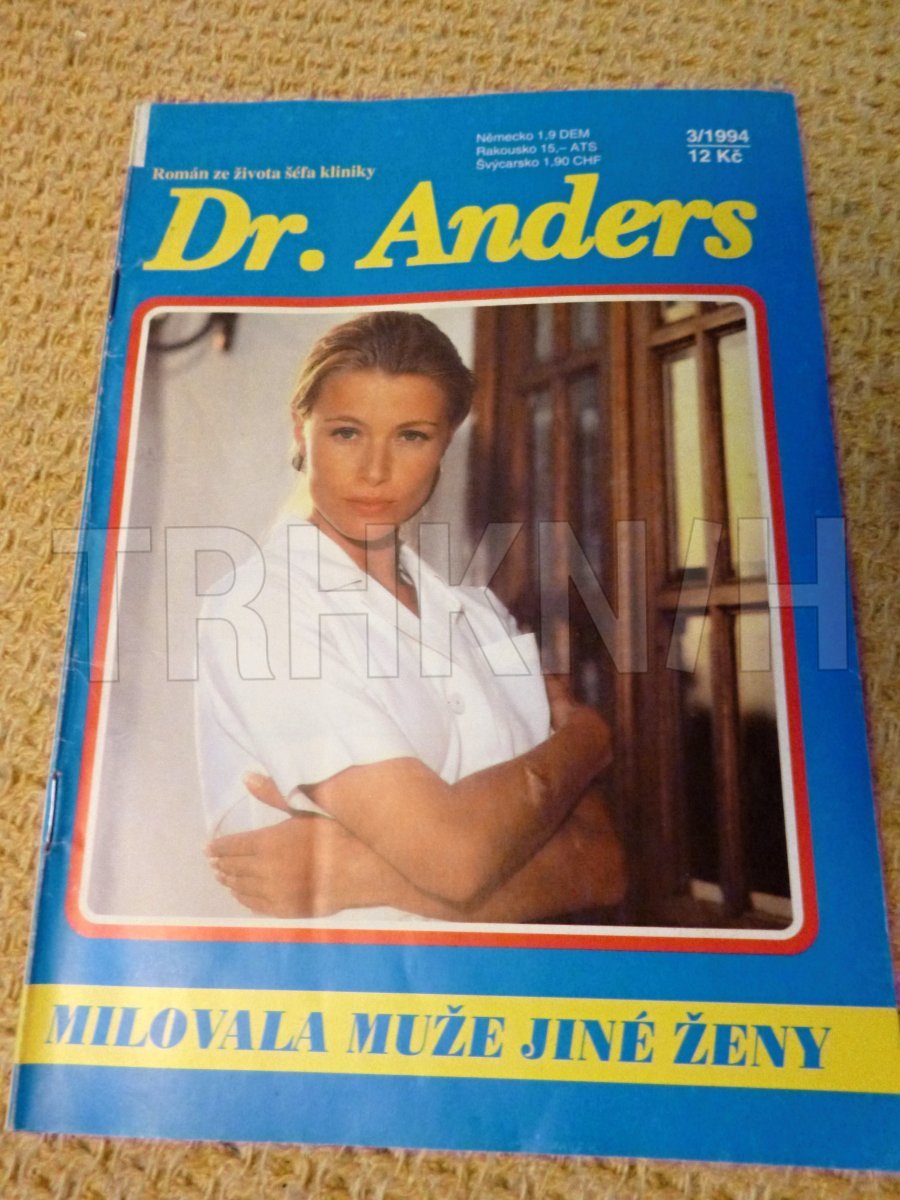 Německo 1,9 DEM
Rakousko 15,– ATS
Švýcarsko 1,90 CHF
3/1994
12 Kč
Román ze života šéfa kliniky
Dr. Anders
TRHKNIH
MILOVALA MUŽE JINÉ ŽENY